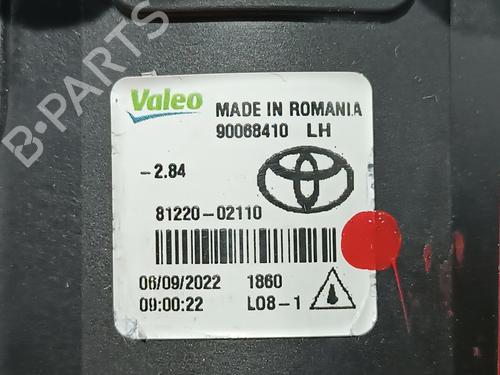 B-PARTS
Valeo
MADE IN ROMANIA
90068410 LH
-2.84
81220-02110
06/09/2022 1860
00:00:22 L08-1